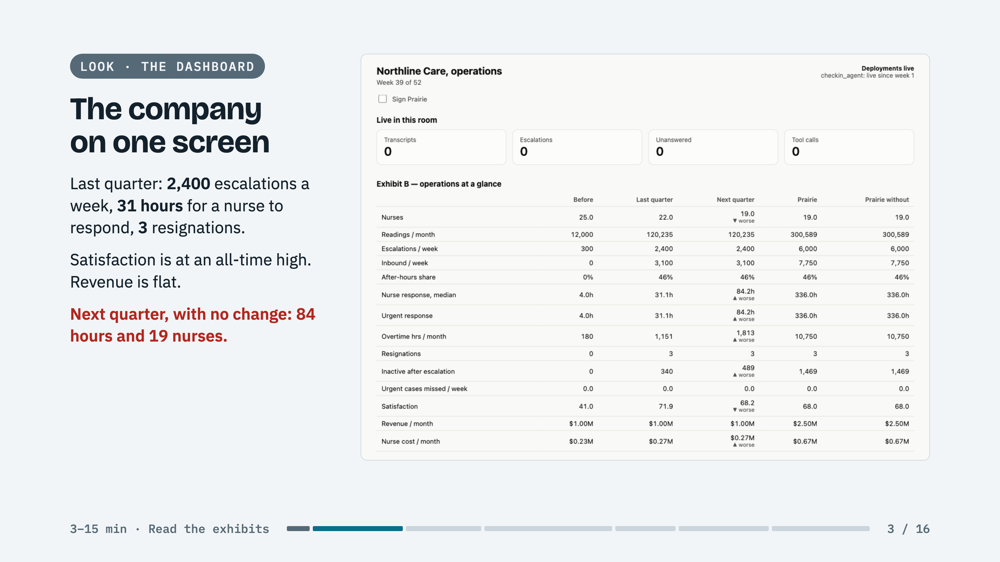 LOOK · THE DASHBOARD
The company
on one screen
Last quarter: 2,400 escalations a
week, 31 hours for a nurse to
respond, 3 resignations.
Satisfaction is at an all-time high.
Revenue is flat.
Next quarter, with no change: 84
hours and 19 nurses.
Northline Care, operations
Week 39 of 52
Deployments live
checkin_agent: live since week 1
Sign Prairie
Live in this room
Transcripts Escalations Unanswered Tool calls
0 0 0 0
Exhibit B — operations at a glance
Before Last quarter Next quarter Prairie Prairie without
Nurses 25.0 22.0 19.0 ▼ worse 19.0 19.0
Readings / month 12,000 120,235 120,235 300,589 300,589
Escalations / week 300 2,400 2,400 6,000 6,000
Inbound / week 0 3,100 3,100 7,750 7,750
After-hours share 0% 46% 46% 46% 46%
Nurse response, median 4.0h 31.1h 84.2h ▲ worse 336.0h 336.0h
Urgent response 4.0h 31.1h 84.2h ▲ worse 336.0h 336.0h
Overtime hrs / month 180 1,151 1,813 ▲ worse 10,750 10,750
Resignations 0 3 3 3 3
Inactive after escalation 0 340 489 ▲ worse 1,469 1,469
Urgent cases missed / week 0.0 0.0 0.0 0.0 0.0
Satisfaction 41.0 71.9 68.2 ▼ worse 68.0 68.0
Revenue / month $1.00M $1.00M $1.00M $2.50M $2.50M
Nurse cost / month $0.23M $0.27M $0.27M ▲ worse $0.67M $0.67M
3–15 min · Read the exhibits
3 / 16